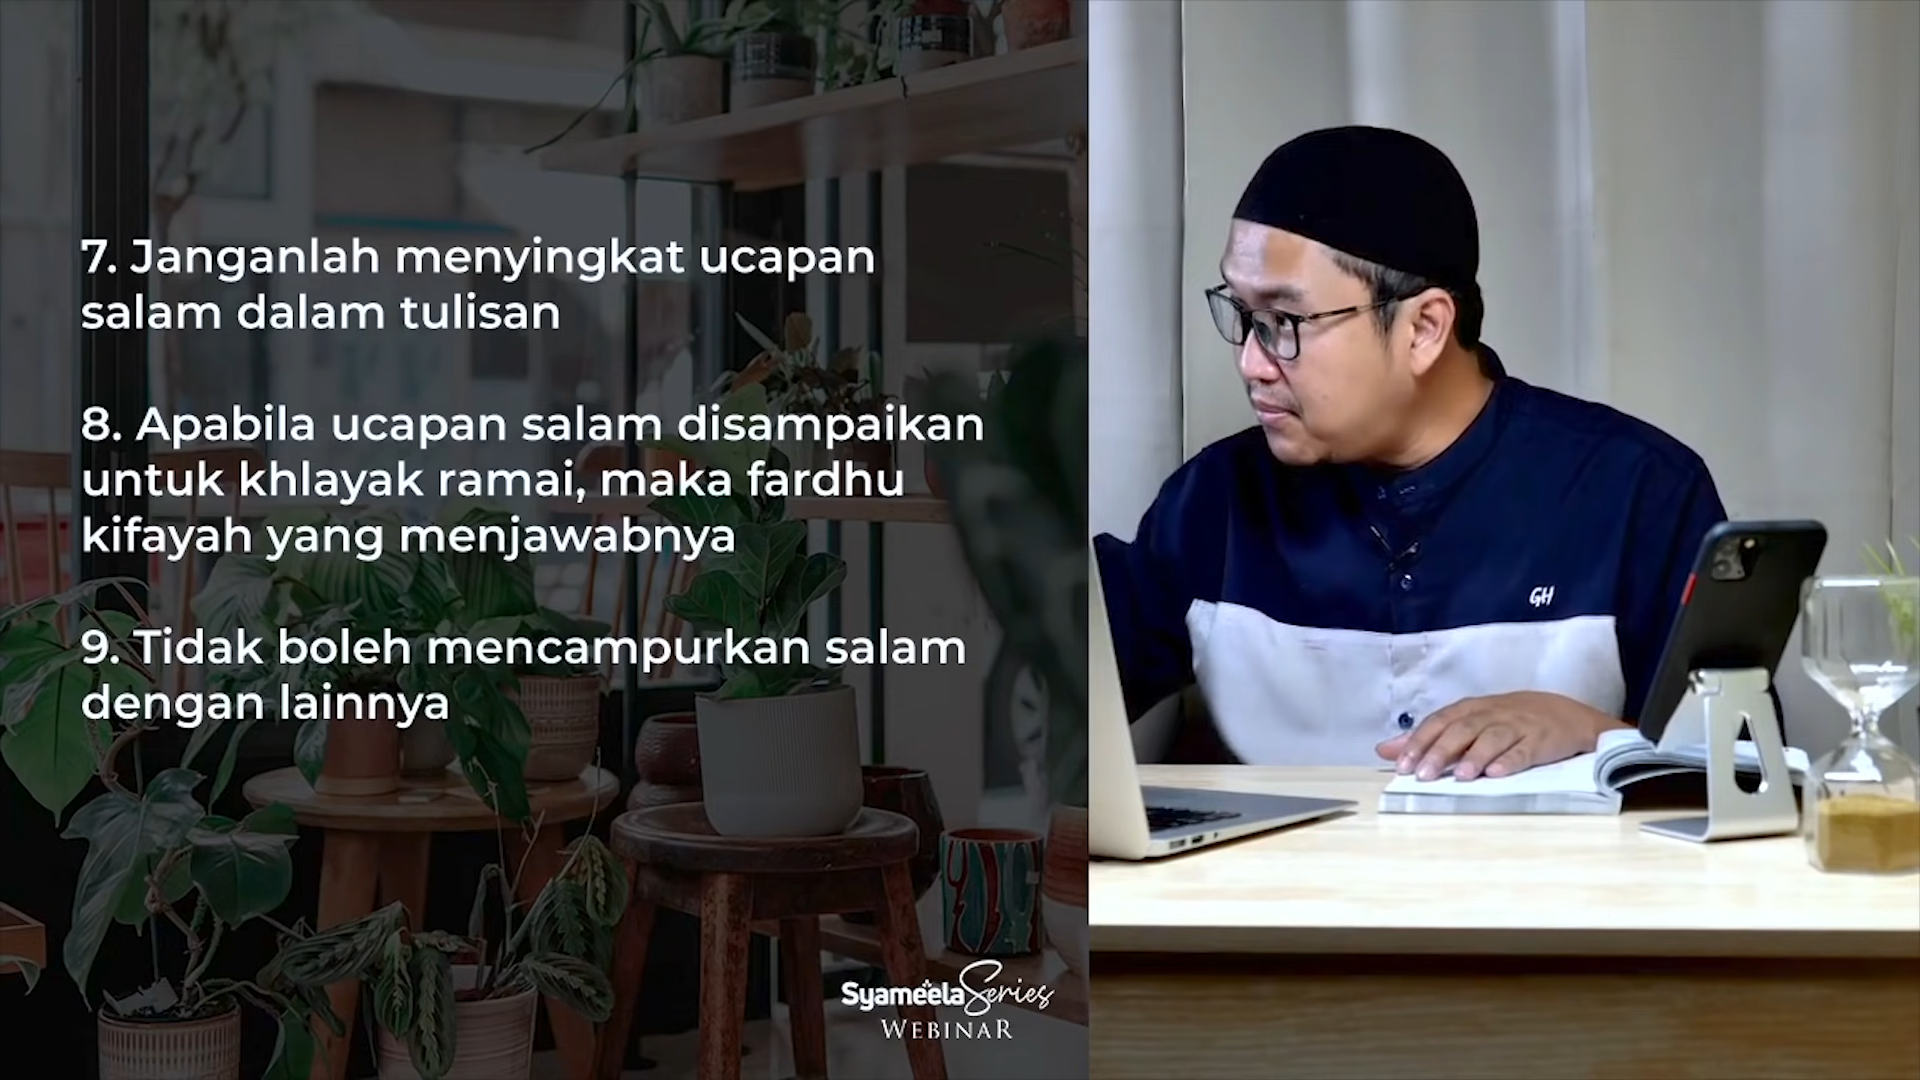 7. Janganlah menyingkat ucapan
salam dalam tulisan
8. Apabila ucapan salam disampaikan
untuk khlayak ramai, maka fardhu
kifayah yang menjawabnya
9. Tidak boleh mencampurkan salam
dengan lainnya
GH
Syameela Series
WEBINAR